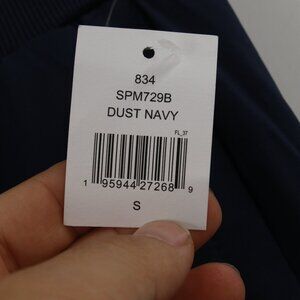 834
SPM729B
DUST NAVY
FL_37
1 95944 27268 9
S